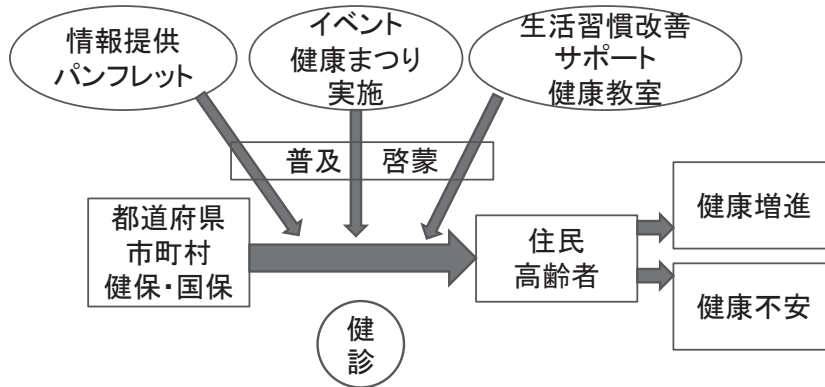 情報提供
パンフレット
イベント
健康まつり
実施
生活習慣改善
サポート
健康教室
普及 啓蒙
都道府県
市町村
健保・国保
住民
高齢者
健康増進
健康不安
健
診